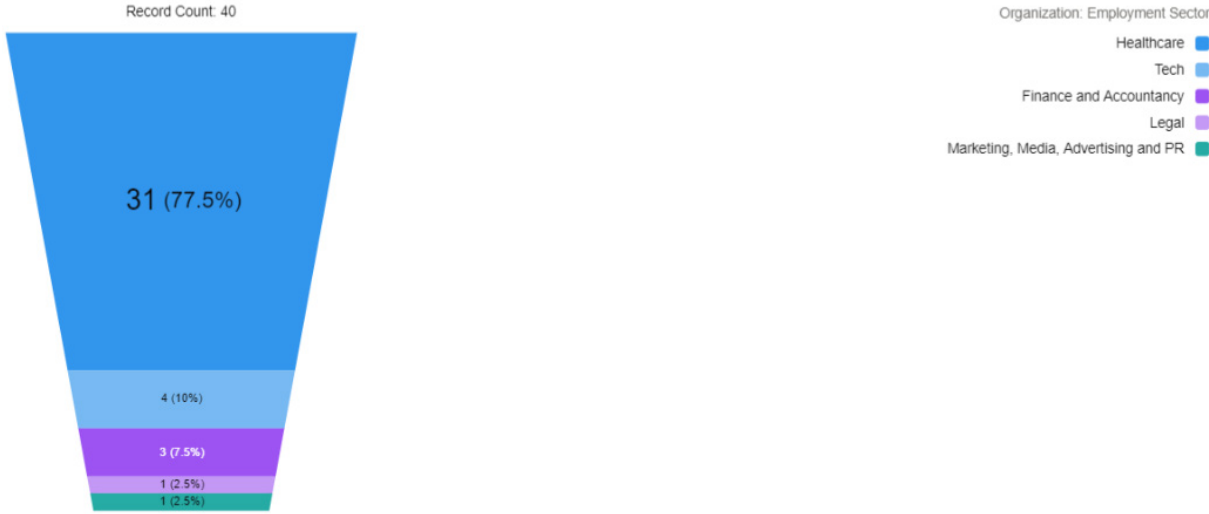 Record Count: 40
31 (77.5%)
4 (10%)
3 (7.5%)
1 (2.5%)
1 (2.5%)
Organization: Employment Sector
Healthcare
Tech
Finance and Accountancy
Legal
Marketing, Media, Advertising and PR